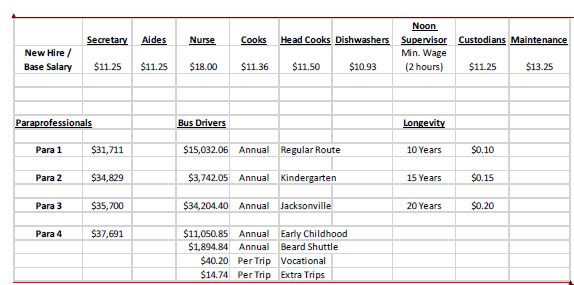 Noon
Secretary Aides Nurse Cooks Head Cooks Dishwashers Supervisor Custodians Maintenance
New Hire / Min. Wage
Base Salary $11.25 $11.25 $18.00 $11.36 $11.50 $10.93 (2 hours) $11.25 $13.25
Paraprofessionals Bus Drivers Longevity
Para 1 $31,711 $15,032.06 Annual Regular Route 10 Years $0.10
Para 2 $34,829 $3,742.05 Annual Kindergarten 15 Years $0.15
Para 3 $35,700 $34,204.40 Annual Jacksonville 20 Years $0.20
Para 4 $37,691 $11,050.85 Annual Early Childhood
$1,894.84 Annual Beard Shuttle
$40.20 Per Trip Vocational
$14.74 Per Trip Extra Trips